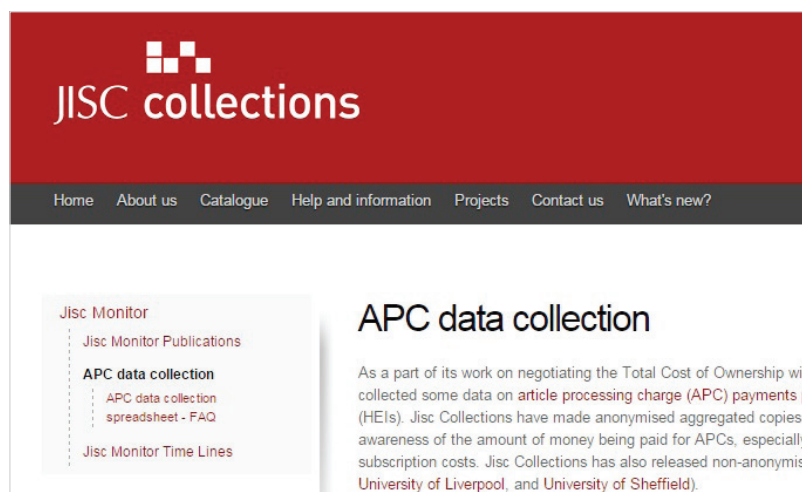 JISC collections
Home About us Catalogue Help and information Projects Contact us What's new?
Jisc Monitor
Jisc Monitor Publications
APC data collection
APC data collection
spreadsheet - FAQ
Jisc Monitor Time Lines
APC data collection
As a part of its work on negotiating the Total Cost of Ownership wi
collected some data on article processing charge (APC) payments
(HEIs). Jisc Collections have made anonymised aggregated copies
awareness of the amount of money being paid for APCs, especially
subscription costs. Jisc Collections has also released non-anonymis
University of Liverpool, and University of Sheffield).